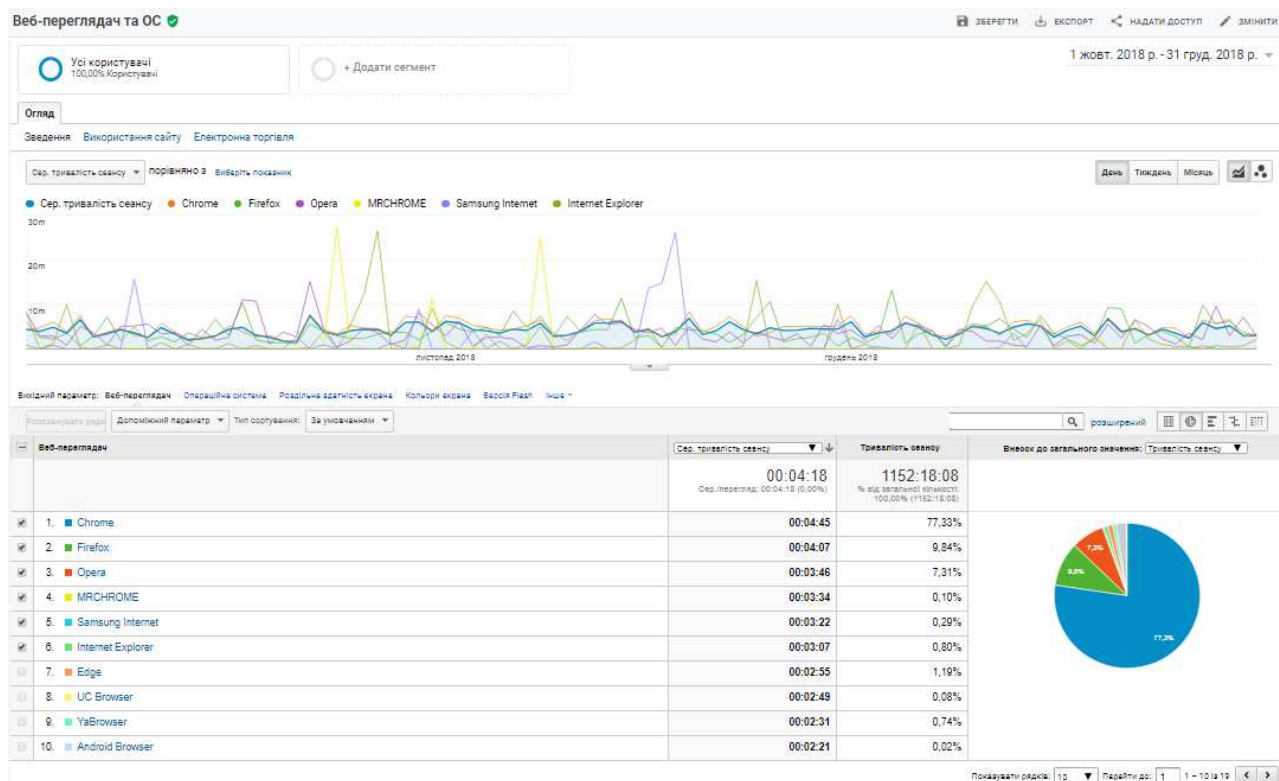 Веб-переглядач та ОС
ЗБЕРЕГТИ ЕКСПОРТ НАДАТИ ДОСТУП ЗМІНИТИ
Усі користувачі
100,00% Користувачі
+ Додати сегмент
1 жовт. 2018 р. - 31 груд. 2018 р.
Огляд
Зведення Використання сайту Електронна торгівля
Сер. тривалість сеансу порівняно з Виберіть показник
День Тиждень Місяць
Сер. тривалість сеансу Chrome Firefox Opera MRCHROME Samsung Internet Internet Explorer
30m
20m
10m
листопад 2018 грудень 2018
Вихідний параметр: Веб-переглядач Операційна система Роздільна здатність екрана Кольори екрана Версія Flash Інше
Розпланувати ряди Допоміжний параметр Тип сортування: За умовчанням розширений
Веб-переглядач Сер. тривалість сеансу Тривалість сеансу Внесок до загального значення: Тривалість сеансу
00:04:18 1152:18:08
Сер./перегляд: 00:04:18 (0,00%) % від загальної кількості:
100,00% (1152:18:08)
1. Chrome 00:04:45 77,33%
2. Firefox 00:04:07 9,84%
3. Opera 00:03:46 7,31%
4. MRCHROME 00:03:34 0,10%
5. Samsung Internet 00:03:22 0,29%
6. Internet Explorer 00:03:07 0,80%
7. Edge 00:02:55 1,19%
8. UC Browser 00:02:49 0,08%
9. YaBrowser 00:02:31 0,74%
10. Android Browser 00:02:21 0,02%
7,3%
9,8%
77,3%
Показувати рядків: 10 Перейти до: 1 1 – 10 із 19